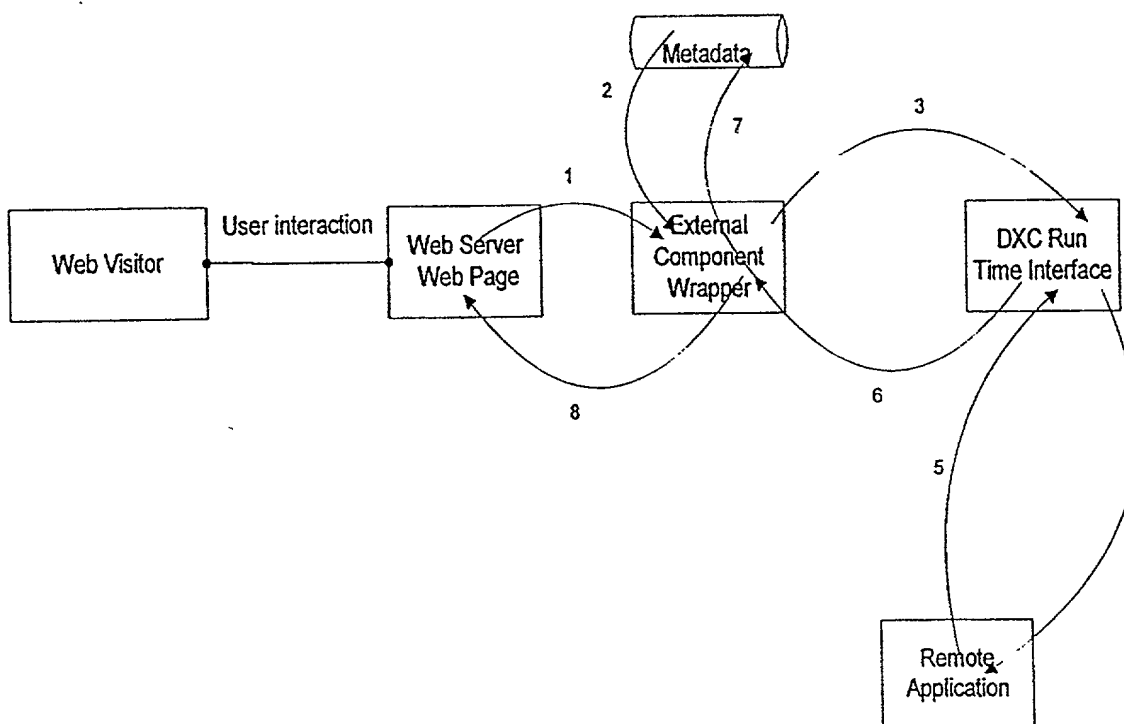 Metadata
2
7
3
1
User interaction
Web Visitor
Web Server
Web Page
External
Component
Wrapper
DXC Run
Time Interface
8
6
5
Remote
Application